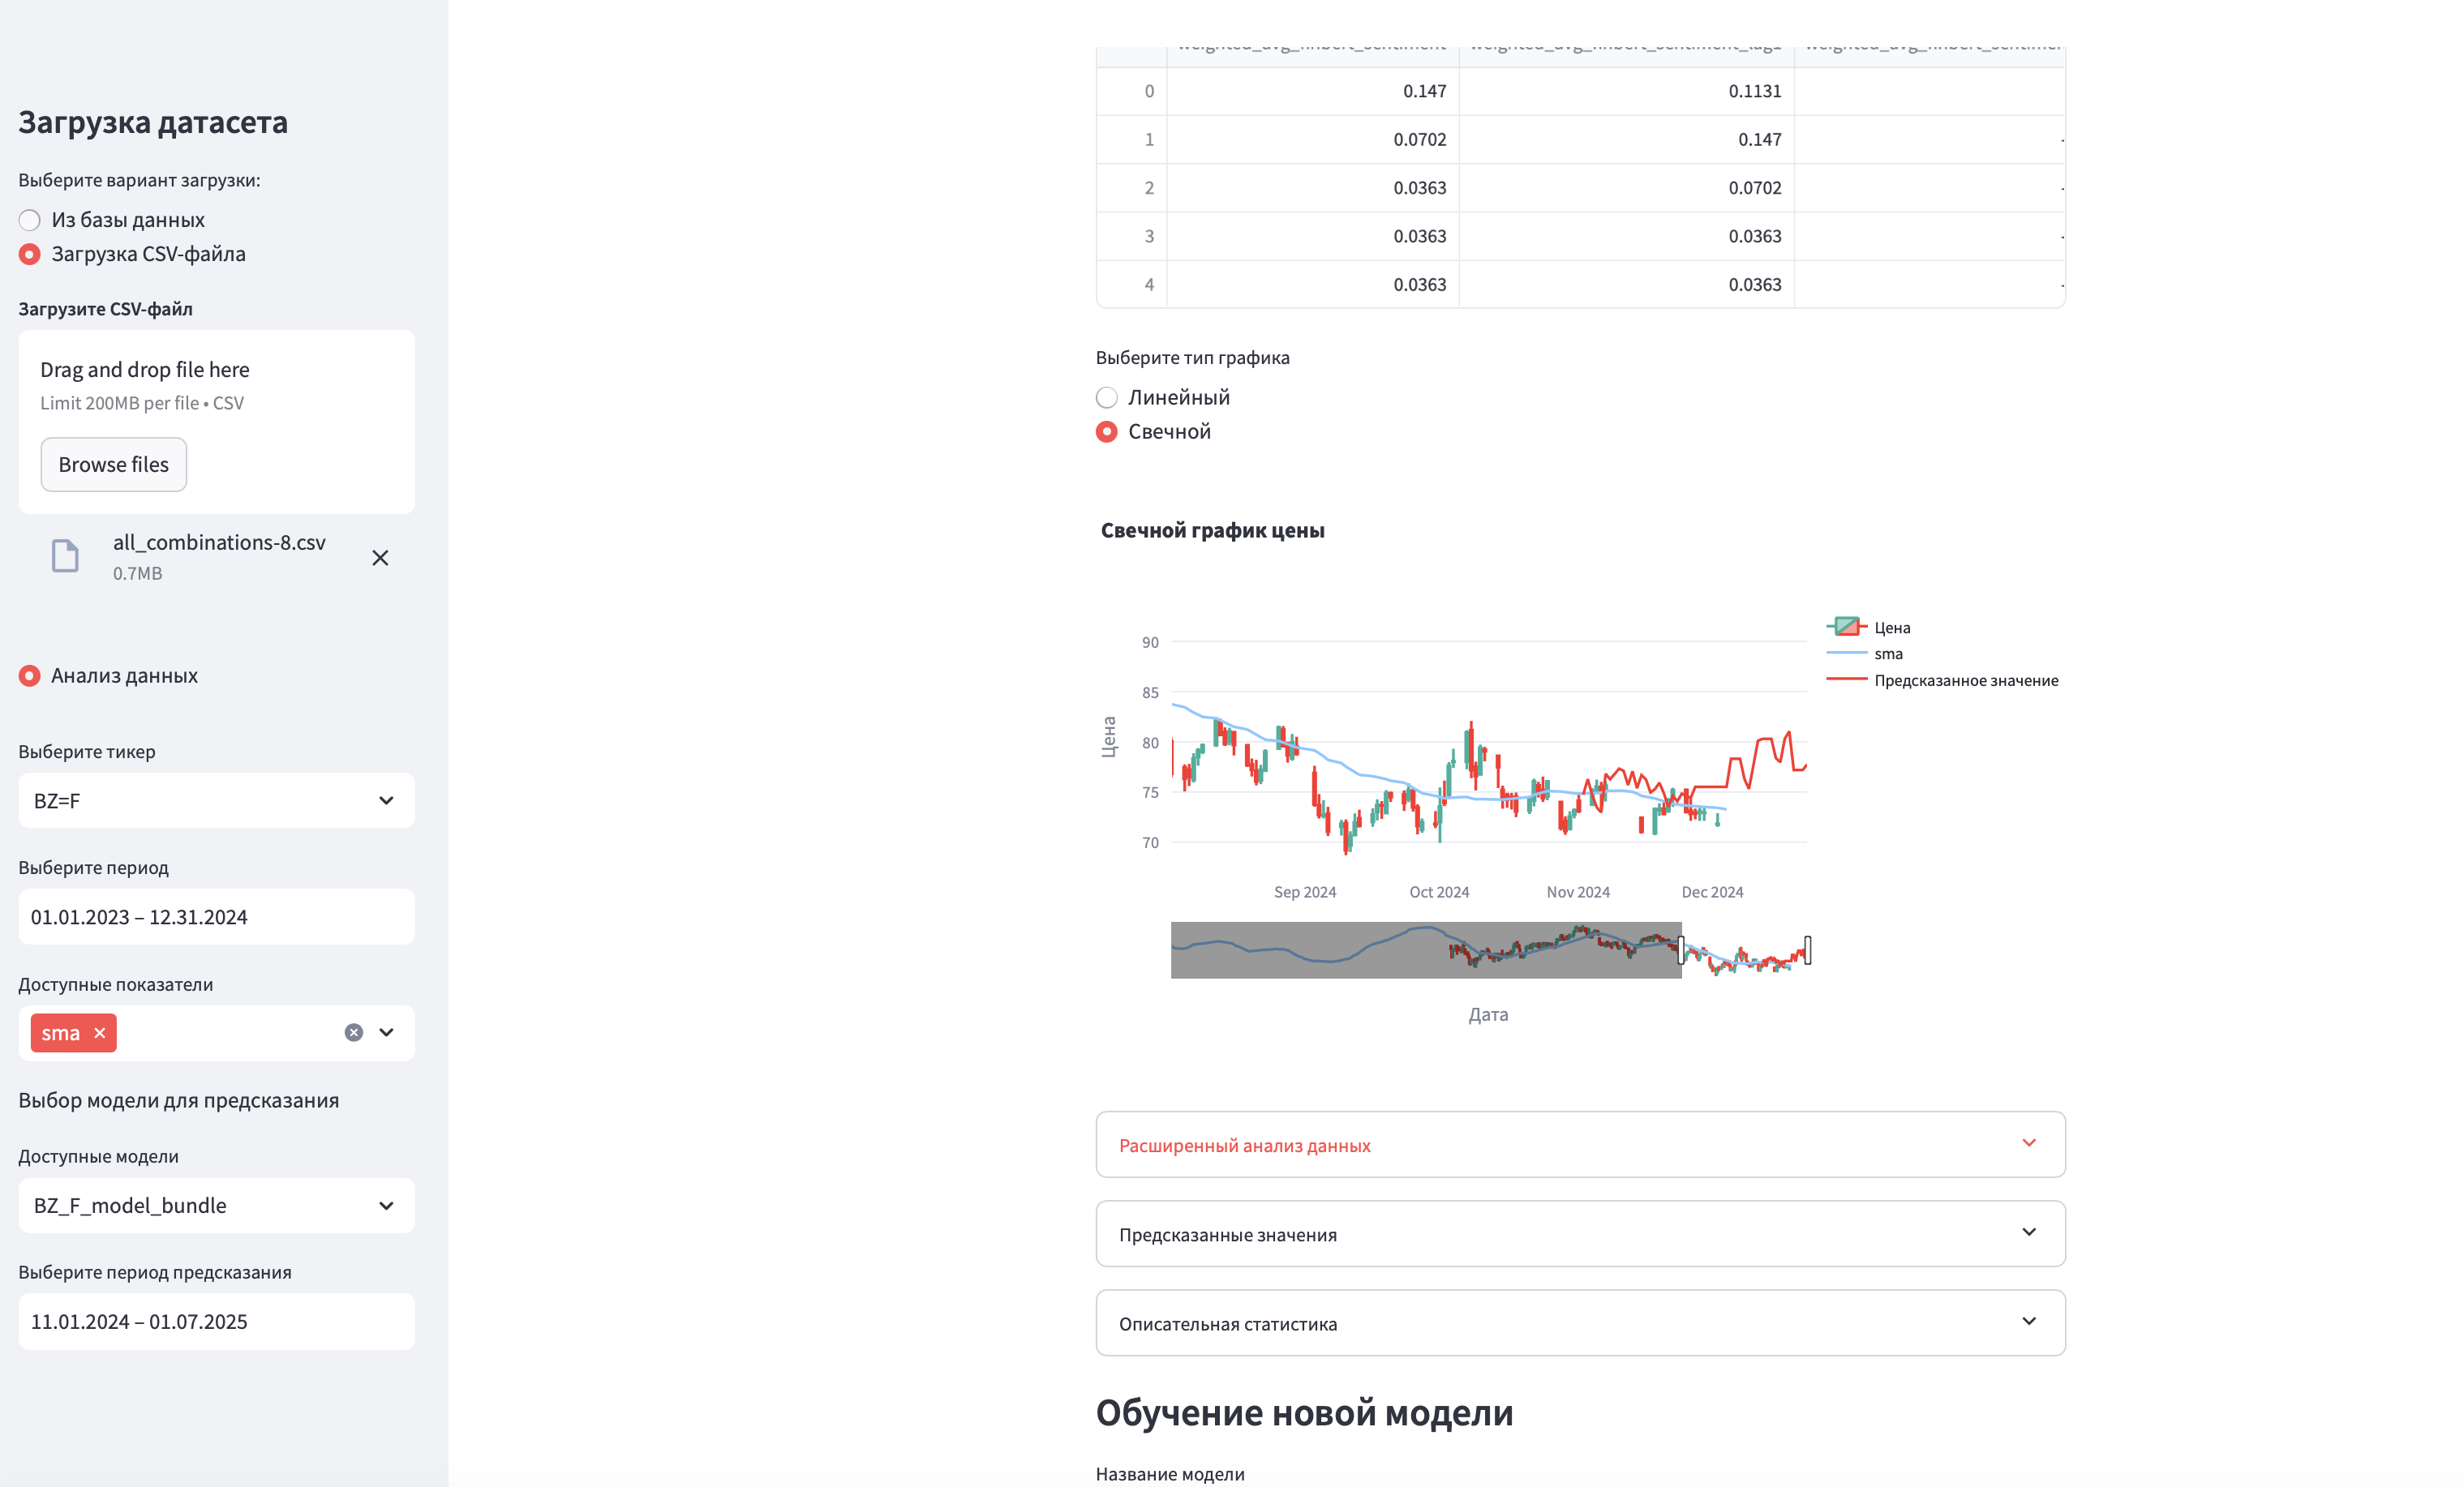 Загрузка датасета
Выберите вариант загрузки:
Из базы данных
Загрузка CSV-файла
Загрузите CSV-файл
Drag and drop file here
Limit 200MB per file • CSV
Browse files
all_combinations-8.csv
0.7MB
Анализ данных
Выберите тикер
BZ=F
Выберите период
01.01.2023 – 12.31.2024
Доступные показатели
sma
Выбор модели для предсказания
Доступные модели
BZ_F_model_bundle
Выберите период предсказания
11.01.2024 – 01.07.2025
0 0.147 0.1131
1 0.0702 0.147 -
2 0.0363 0.0702 -
3 0.0363 0.0363 -
4 0.0363 0.0363 -
Выберите тип графика
Линейный
Свечной
Свечной график цены
Цена
sma
Предсказанное значение
90
85
80
75
70
Цена
Sep 2024 Oct 2024 Nov 2024 Dec 2024
Дата
Расширенный анализ данных
Предсказанные значения
Описательная статистика
Обучение новой модели
Название модели